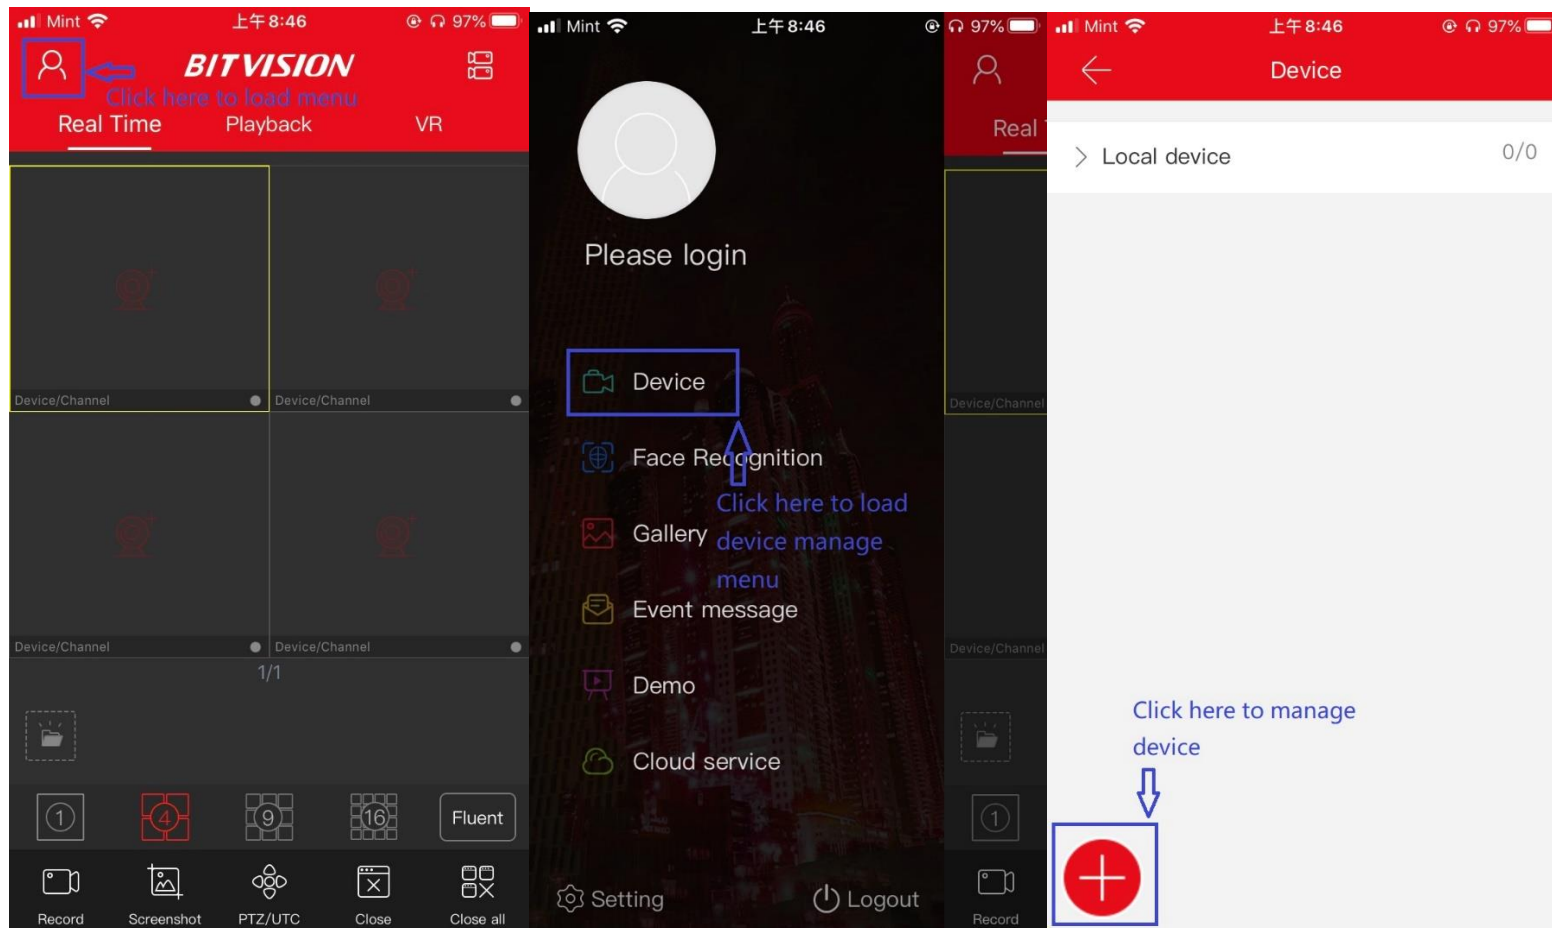 Mint 上午8:46 97%
BITVISION
Click here to load menu
Real Time Playback VR
Device/Channel Device/Channel
Device/Channel Device/Channel
1/1
1 4 9 16 Fluent
Record Screenshot PTZ/UTC Close Close all
Mint 上午8:46 97%
Please login
Device
Face Recognition
Click here to load
Gallery
device manage
menu
Event message
Demo
Cloud service
Setting Logout
Real
Device/Channel
Device/Channel
1
Record
Mint 上午8:46 97%
Device
Local device 0/0
Click here to manage
device